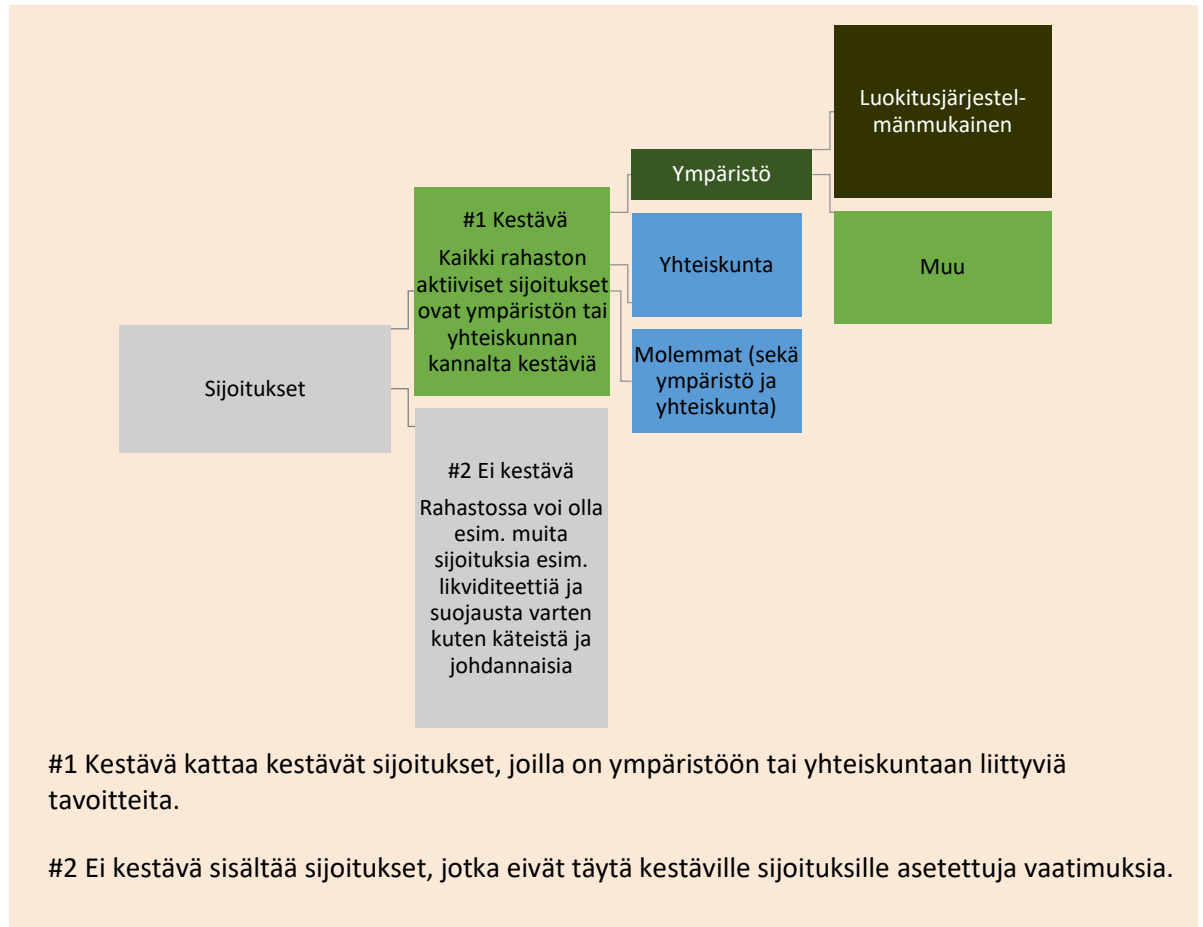 Sijoitukset
#1 Kestävä
Kaikki rahaston
aktiiviset sijoitukset
ovat ympäristön tai
yhteiskunnan
kannalta kestäviä
#2 Ei kestävä
Rahastossa voi olla
esim. muita
sijoituksia esim.
likviditeettiä ja
suojausta varten
kuten käteistä ja
johdannaisia
Ympäristö
Yhteiskunta
Molemmat (sekä
ympäristö ja
yhteiskunta)
Luokitusjärjestel-
mänmukainen
Muu
#1 Kestävä kattaa kestävät sijoitukset, joilla on ympäristöön tai yhteiskuntaan liittyviä
tavoitteita.
#2 Ei kestävä sisältää sijoitukset, jotka eivät täytä kestäville sijoituksille asetettuja vaatimuksia.